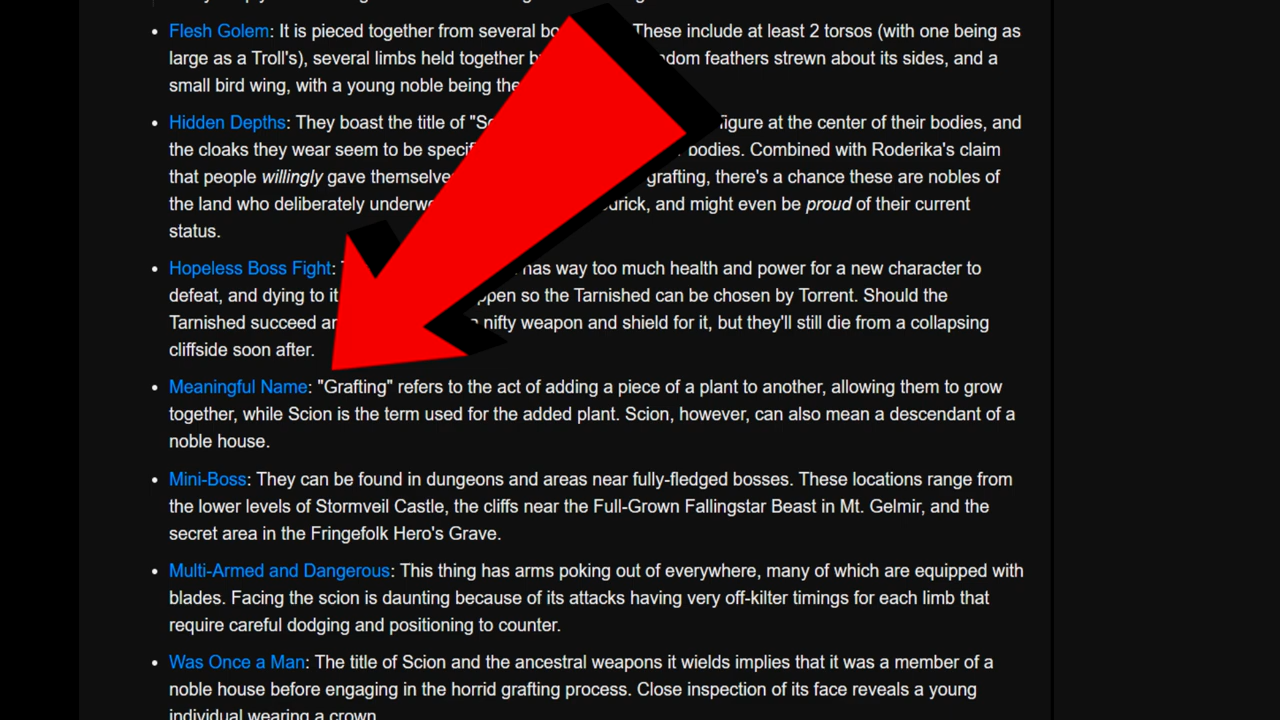 Flesh Golem: It is pieced together from several These include at least 2 torsos (with one being as
large as a Troll's), several limbs held together feathers strewn about its sides, and a
small bird wing, with a young noble being
Hidden Depths: They boast the title of figure at the center of their bodies, and
the cloaks they wear seem to be bodies. Combined with Roderika's claim
that people willingly gave grafting, there's a chance these are nobles of
the land who deliberately and might even be proud of their current
status.
Hopeless Boss Fight: has way too much health and power for a new character to
defeat, and dying to it so the Tarnished can be chosen by Torrent. Should the
Tarnished succeed nifty weapon and shield for it, but they'll still die from a collapsing
cliffside soon after.
Meaningful Name: "Grafting" refers to the act of adding a piece of a plant to another, allowing them to grow
together, while Scion is the term used for the added plant. Scion, however, can also mean a descendant of a
noble house.
Mini-Boss: They can be found in dungeons and areas near fully-fledged bosses. These locations range from
the lower levels of Stormveil Castle, the cliffs near the Full-Grown Fallingstar Beast in Mt. Gelmir, and the
secret area in the Fringefolk Hero's Grave.
Multi-Armed and Dangerous: This thing has arms poking out of everywhere, many of which are equipped with
blades. Facing the scion is daunting because of its attacks having very off-kilter timings for each limb that
require careful dodging and positioning to counter.
Was Once a Man: The title of Scion and the ancestral weapons it wields implies that it was a member of a
noble house before engaging in the horrid grafting process. Close inspection of its face reveals a young
individual wearing a crown.